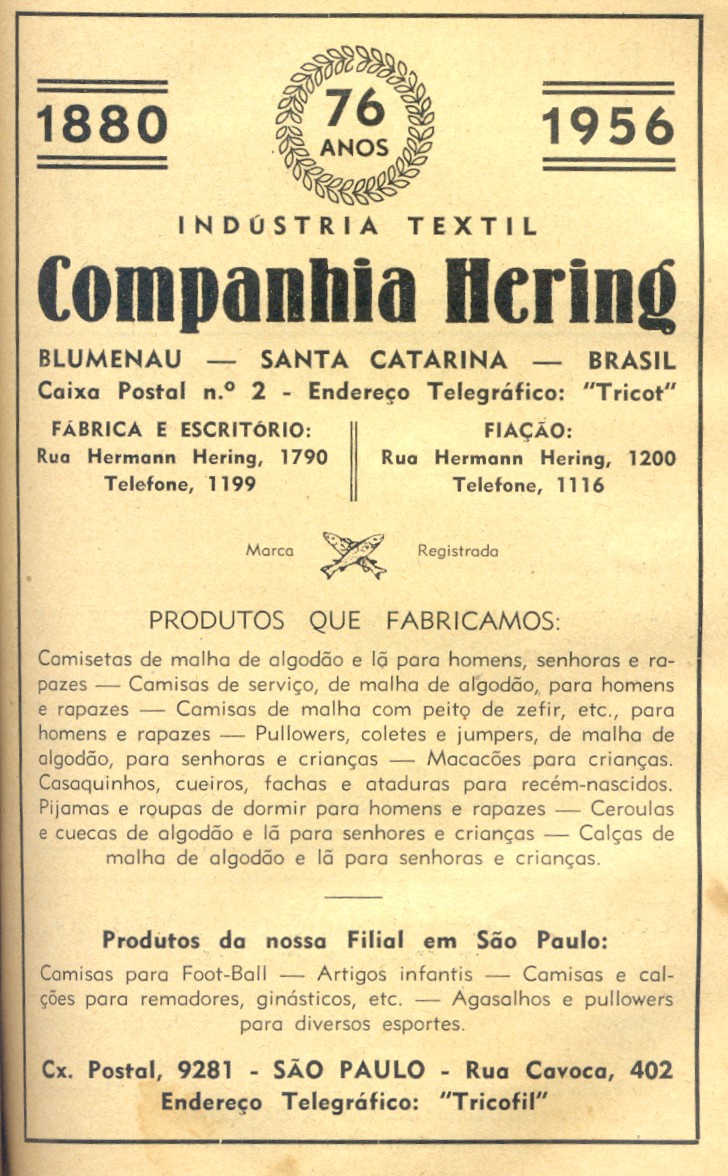 1880
76
ANOS
1956
INDÚSTRIA TEXTIL
Companhia Hering
BLUMENAU — SANTA CATARINA — BRASIL
Caixa Postal n.º 2 - Endereço Telegráfico: "Tricot"
FÁBRICA E ESCRITÓRIO:
Rua Hermann Hering, 1790
Telefone, 1199
FIAÇÃO:
Rua Hermann Hering, 1200
Telefone, 1116
Marca Registrada
PRODUTOS QUE FABRICAMOS:
Camisetas de malha de algodão e lã para homens, senhoras e ra-
pazes — Camisas de serviço, de malha de algodão, para homens
e rapazes — Camisas de malha com peito de zefir, etc., para
homens e rapazes — Pullowers, coletes e jumpers, de malha de
algodão, para senhoras e crianças — Macacões para crianças.
Casaquinhos, cueiros, fachas e ataduras para recém-nascidos.
Pijamas e roupas de dormir para homens e rapazes — Ceroulas
e cuecas de algodão e lã para senhores e crianças — Calças de
malha de algodão e lã para senhoras e crianças.
Produtos da nossa Filial em São Paulo:
Camisas para Foot-Ball — Artigos infantis — Camisas e cal-
ções para remadores, ginásticos, etc. — Agasalhos e pullowers
para diversos esportes.
Cx. Postal, 9281 - SÃO PAULO - Rua Cavoca, 402
Endereço Telegráfico: "Tricofil"